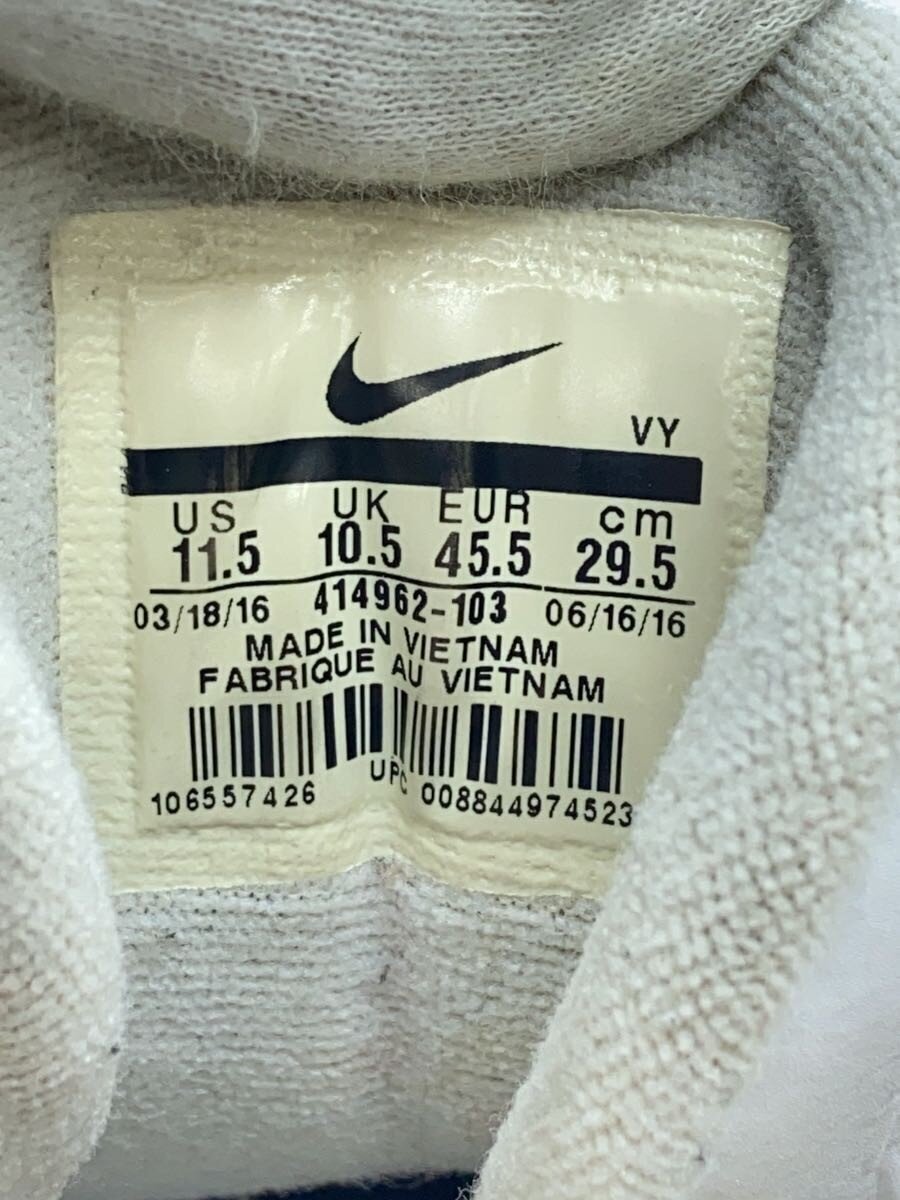 VY
US UK EUR cm
11.5 10.5 45.5 29.5
03/18/16 414962-103 06/16/16
MADE IN VIETNAM
FABRIQUE AU VIETNAM
UPC
106557426 008844974523